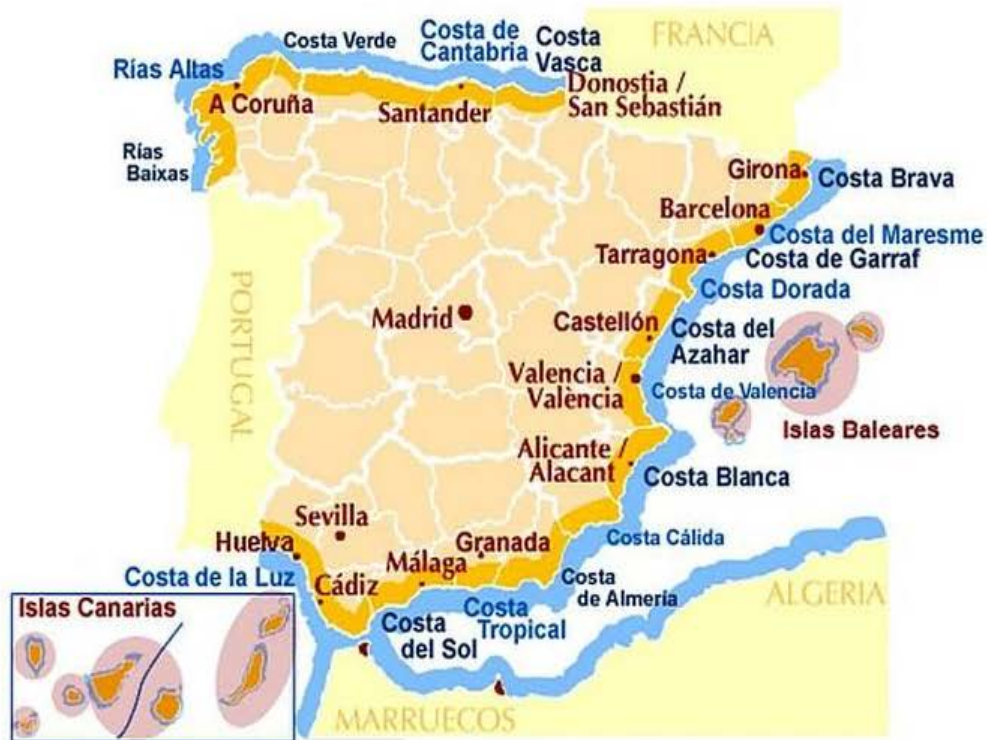 Costa Verde
Costa de
Cantabria
Costa
Vasca
FRANCIA
Rías Altas
A Coruña
Santander
Donostia /
San Sebastián
Rías
Baixas
Girona
Costa Brava
Barcelona
Costa del Maresme
Tarragona
Costa de Garraf
Costa Dorada
PORTUGAL
Madrid
Castellón
Costa del
Azahar
Valencia /
València
Costa de Valencia
Islas Baleares
Alicante /
Alacant
Costa Blanca
Sevilla
Huelva
Granada
Costa Cálida
Málaga
Costa de la Luz
Cádiz
Costa
de Almería
ALGERIA
Islas Canarias
Costa
del Sol
Costa
Tropical
MARRUECOS